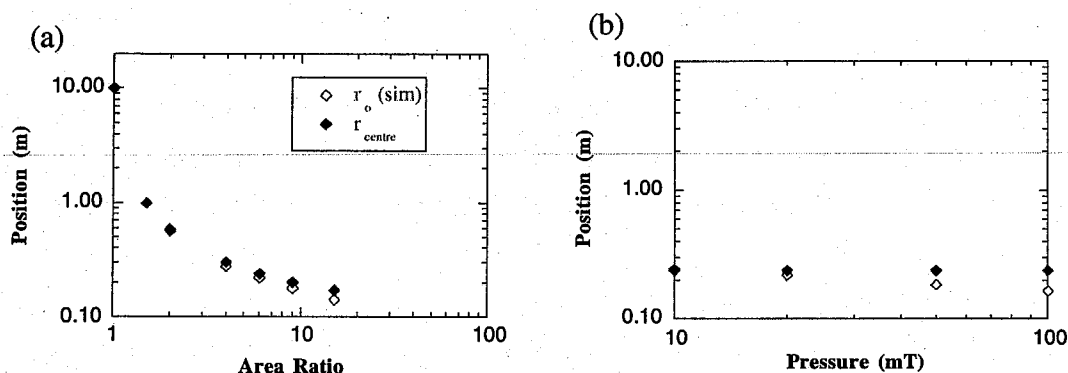 (a)
Position (m)
10.00
1.00
0.10
1
10
100
Area Ratio
r o (sim)
r centre
(b)
Position (m)
10.00
1.00
0.10
10
100
Pressure (mT)